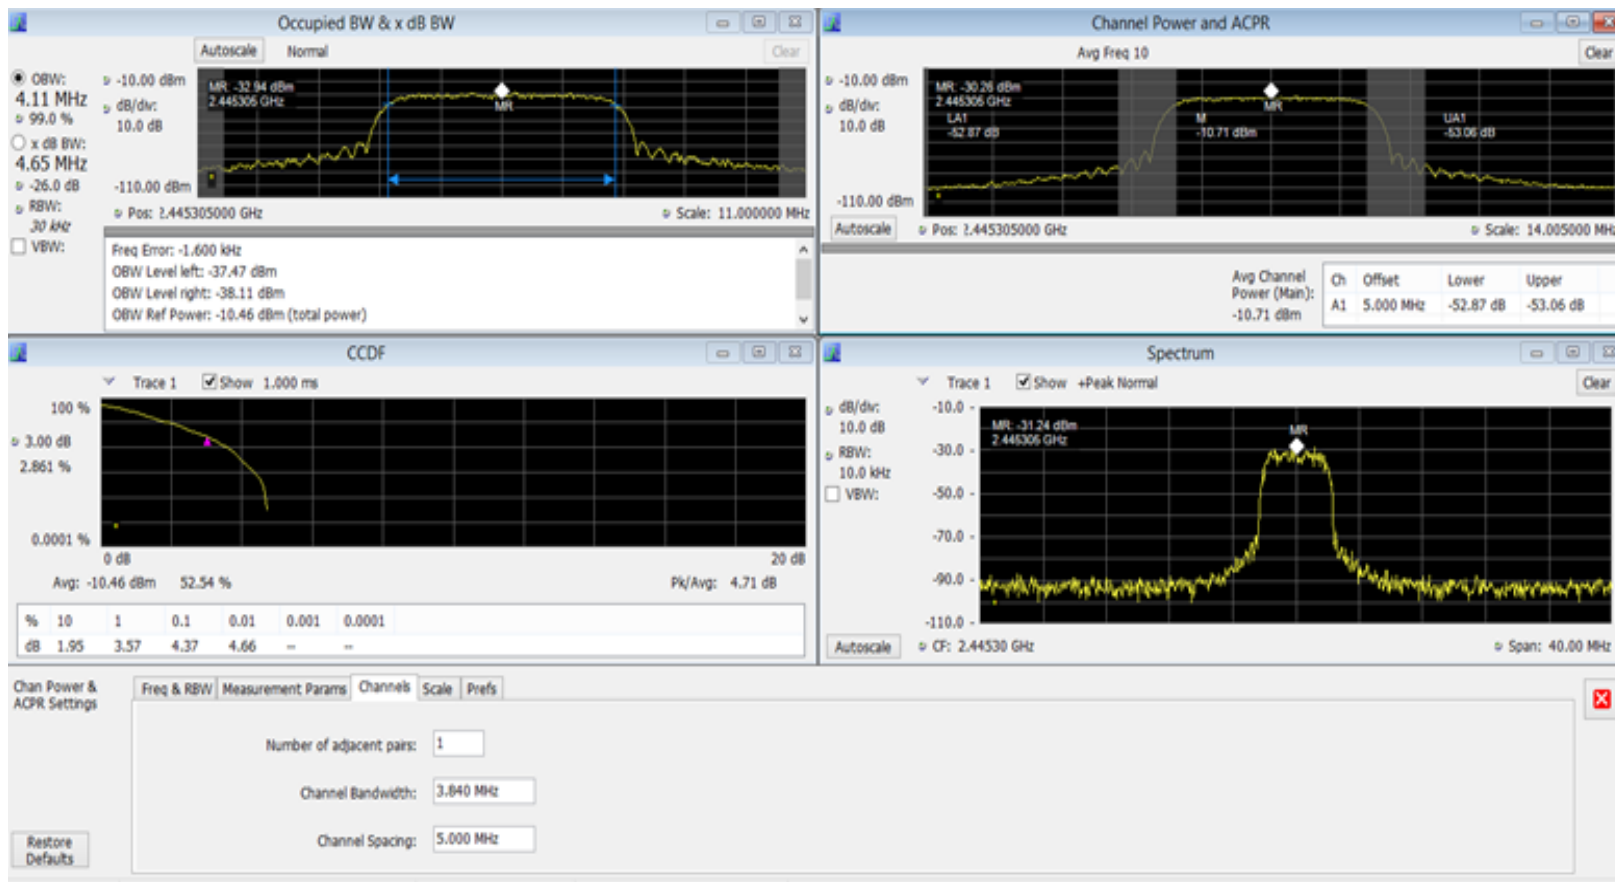 Occupied BW & x dB BW
Autoscale Normal Clear
OBW:
4.11 MHz
99.0 %
x dB BW:
4.65 MHz
-26.0 dB
RBW:
30 kHz
VBW:
-10.00 dBm
dB/div:
10.0 dB
-110.00 dBm
MR: -32.94 dBm
2.445305 GHz
MR
Pos: 2.445305000 GHz Scale: 11.000000 MHz
Freq Error: -1.600 kHz
OBW Level left: -37.47 dBm
OBW Level right: -38.11 dBm
OBW Ref Power: -10.46 dBm (total power)
Channel Power and ACPR
Avg Freq 10 Clear
-10.00 dBm
dB/div:
10.0 dB
-110.00 dBm
MR: -30.26 dBm
2.445305 GHz
MR
LA1
-52.87 dB
M
-10.71 dBm
UA1
-53.06 dB
Autoscale Pos: 2.445305000 GHz Scale: 14.005000 MHz
Avg Channel
Power (Main):
-10.71 dBm
Ch Offset Lower Upper
A1 5.000 MHz -52.87 dB -53.06 dB
CCDF
Trace 1 Show 1.000 ms
100 %
3.00 dB
2.861 %
0.0001 %
0 dB 20 dB
Avg: -10.46 dBm 52.54 % Pk/Avg: 4.71 dB
% 10 1 0.1 0.01 0.001 0.0001
dB 1.95 3.57 4.37 4.66 -- --
Spectrum
Trace 1 Show +Peak Normal Clear
dB/div:
10.0 dB
RBW:
10.0 kHz
VBW:
-10.0
-30.0
-50.0
-70.0
-90.0
-110.0
MR: -31.24 dBm
2.445305 GHz
MR
Autoscale CF: 2.44530 GHz Span: 40.00 MHz
Chan Power &
ACPR Settings
Freq & RBW Measurement Params Channels Scale Prefs
Number of adjacent pairs: 1
Channel Bandwidth: 3.840 MHz
Channel Spacing: 5.000 MHz
Restore
Defaults